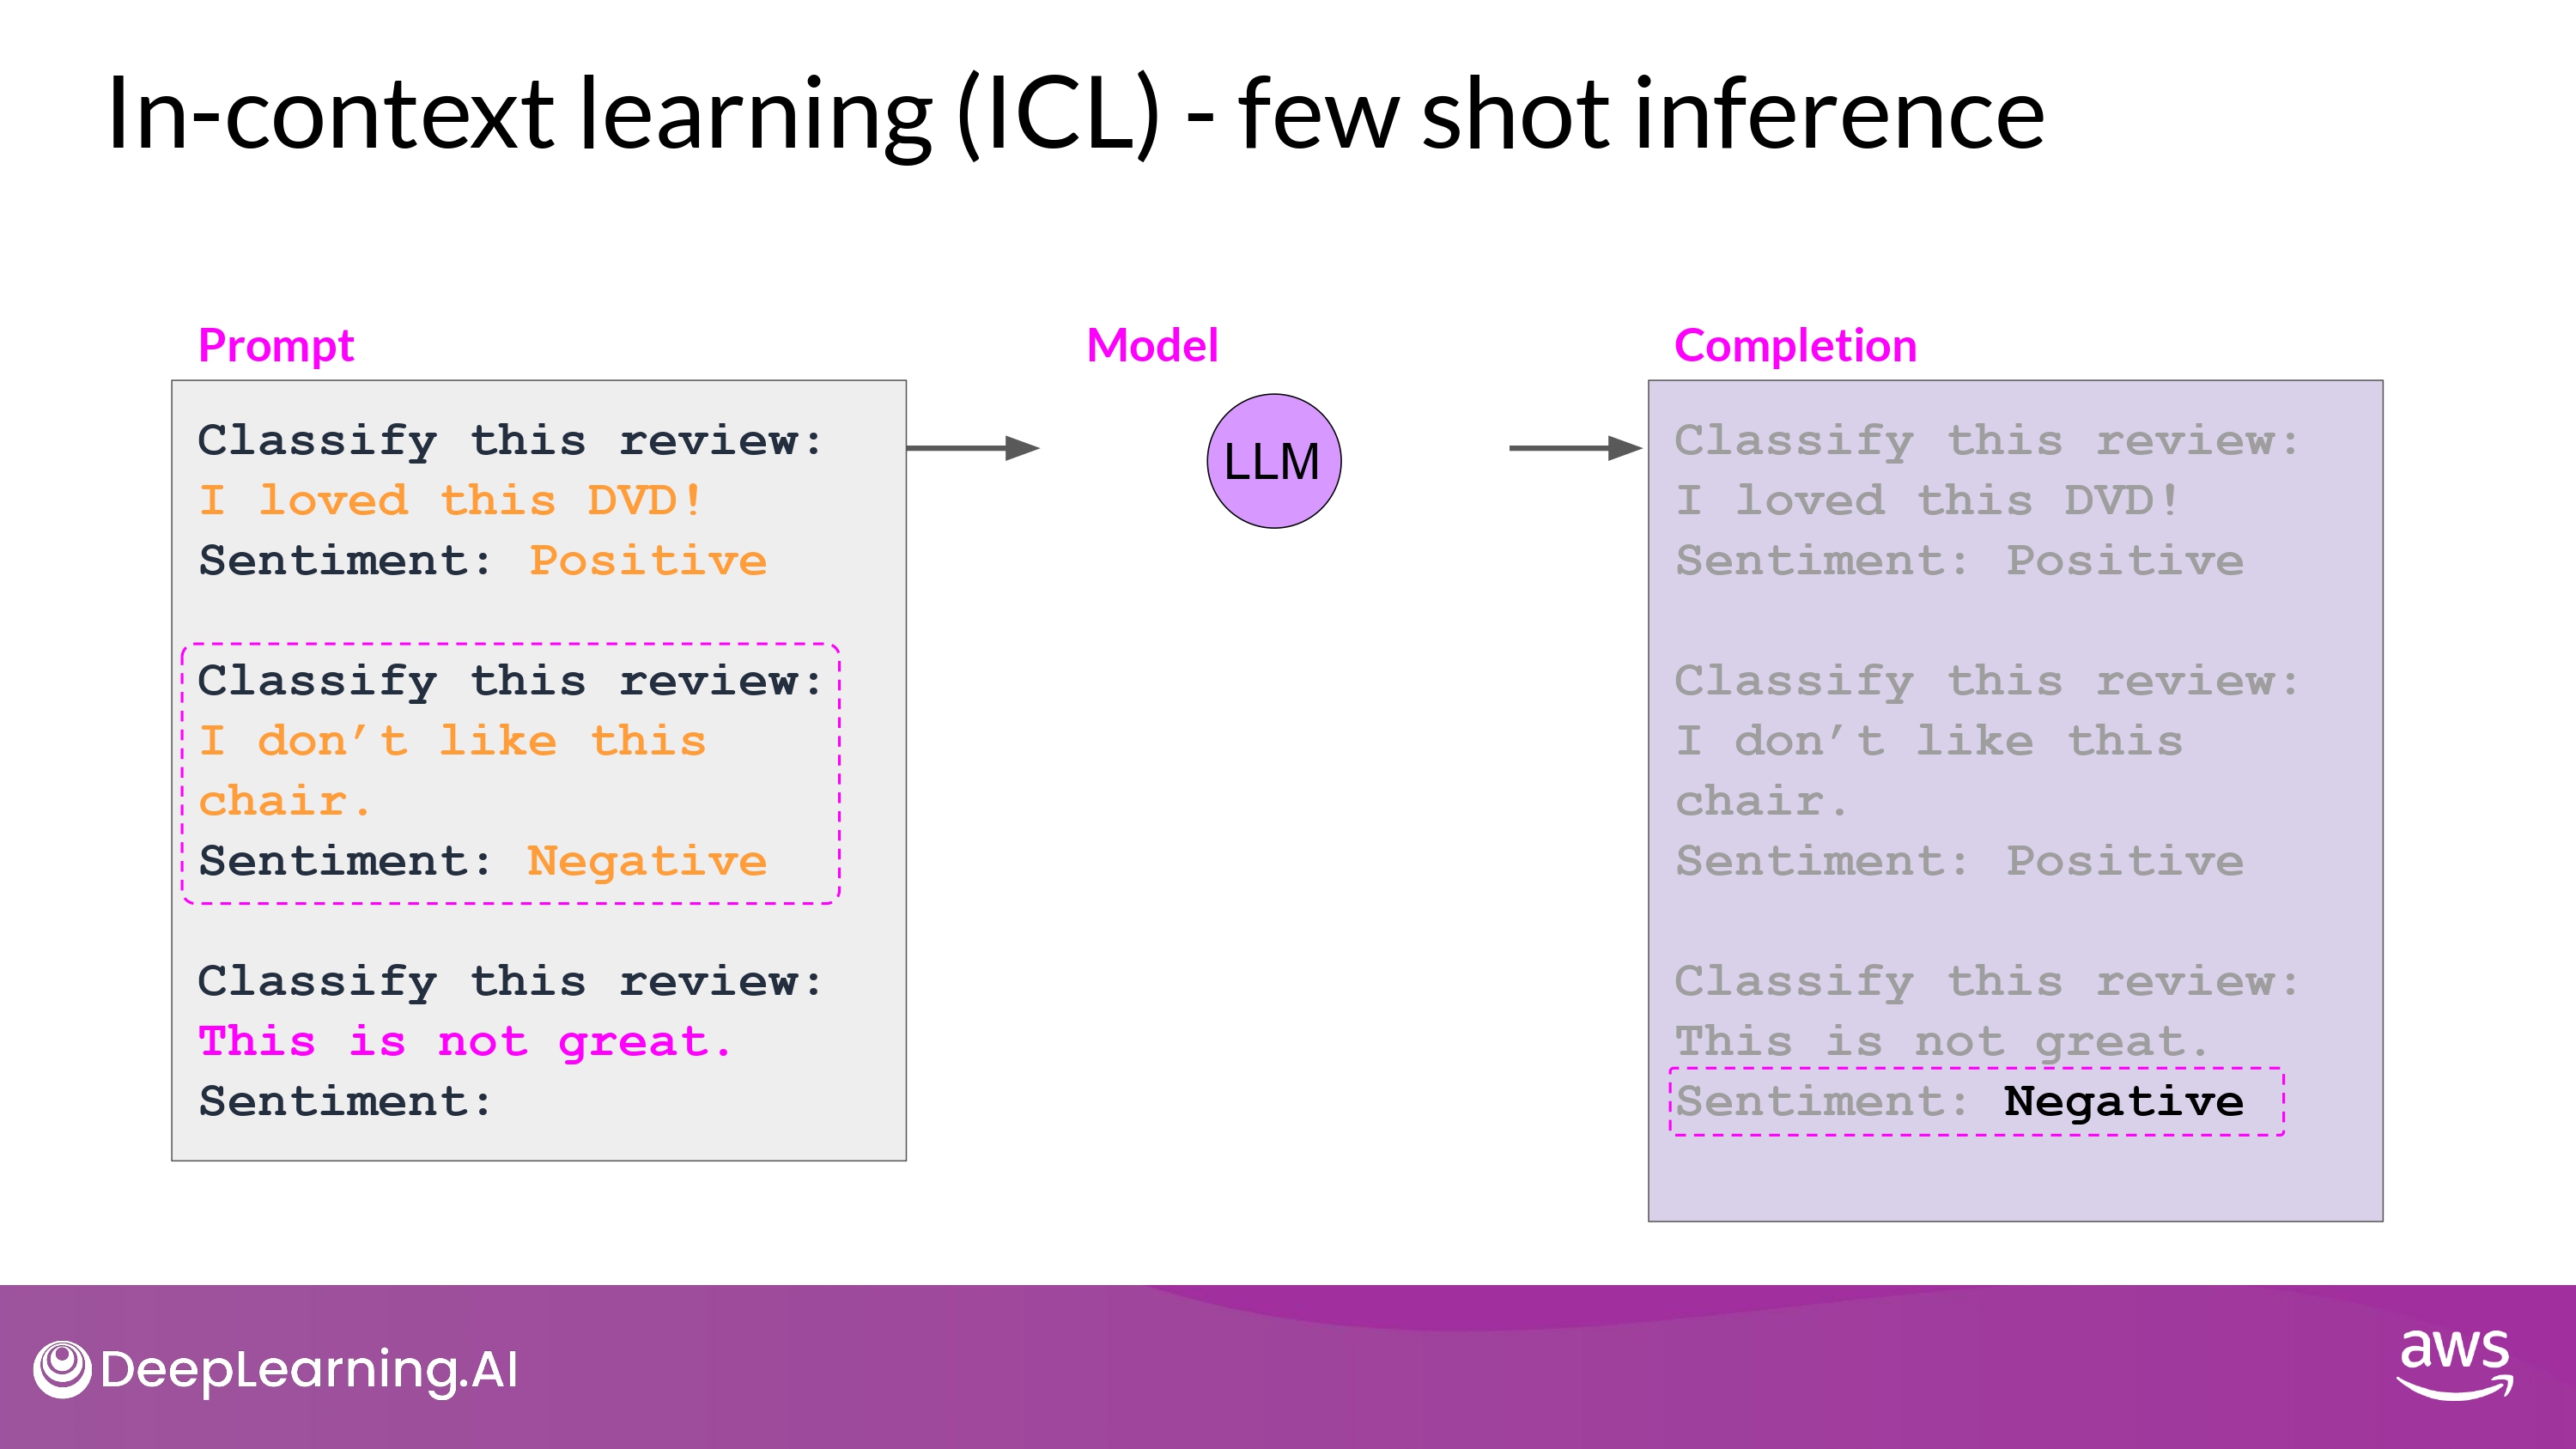 In-context learning (ICL) - few shot inference
Prompt
Classify this review:
I loved this DVD!
Sentiment: Positive
Classify this review:
I don’t like this
chair.
Sentiment: Negative
Classify this review:
This is not great.
Sentiment:
Model
LLM
Completion
Classify this review:
I loved this DVD!
Sentiment: Positive
Classify this review:
I don’t like this
chair.
Sentiment: Positive
Classify this review:
This is not great.
Sentiment: Negative
DeepLearning.AI
aws